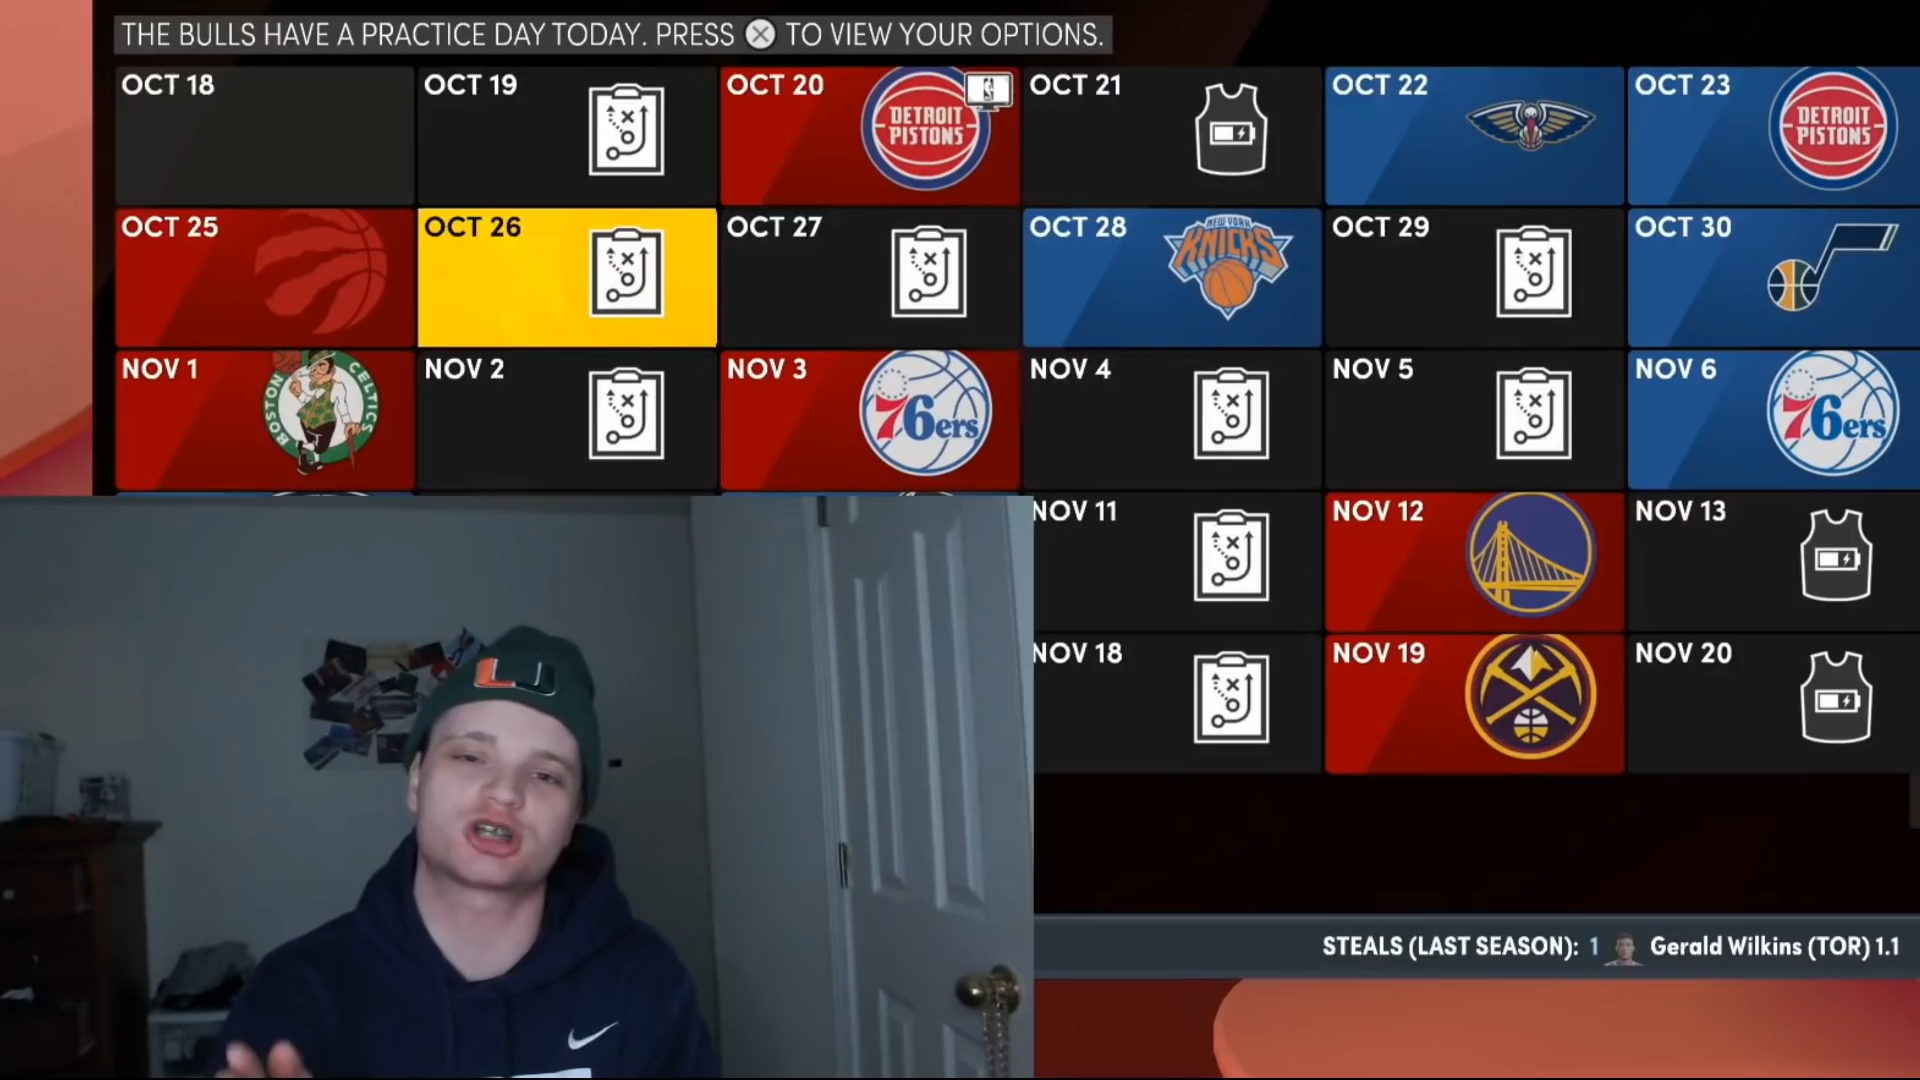 THE BULLS HAVE A PRACTICE DAY TODAY. PRESS ⓧ TO VIEW YOUR OPTIONS.
OCT 18
OCT 19
OCT 20
DETROIT
PISTONS
OCT 21
OCT 22
OCT 23
DETROIT
PISTONS
OCT 25
OCT 26
OCT 27
OCT 28
NEW YORK
KNICKS
OCT 29
OCT 30
NOV 1
BOSTON CELTICS
NOV 2
NOV 3
76ers
NOV 4
NOV 5
NOV 6
76ers
NOV 11
NOV 12
NOV 13
NOV 18
NOV 19
NOV 20
U
STEALS (LAST SEASON): 1 Gerald Wilkins (TOR) 1.1